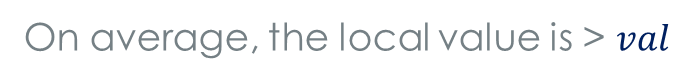 On average, the local value is > val